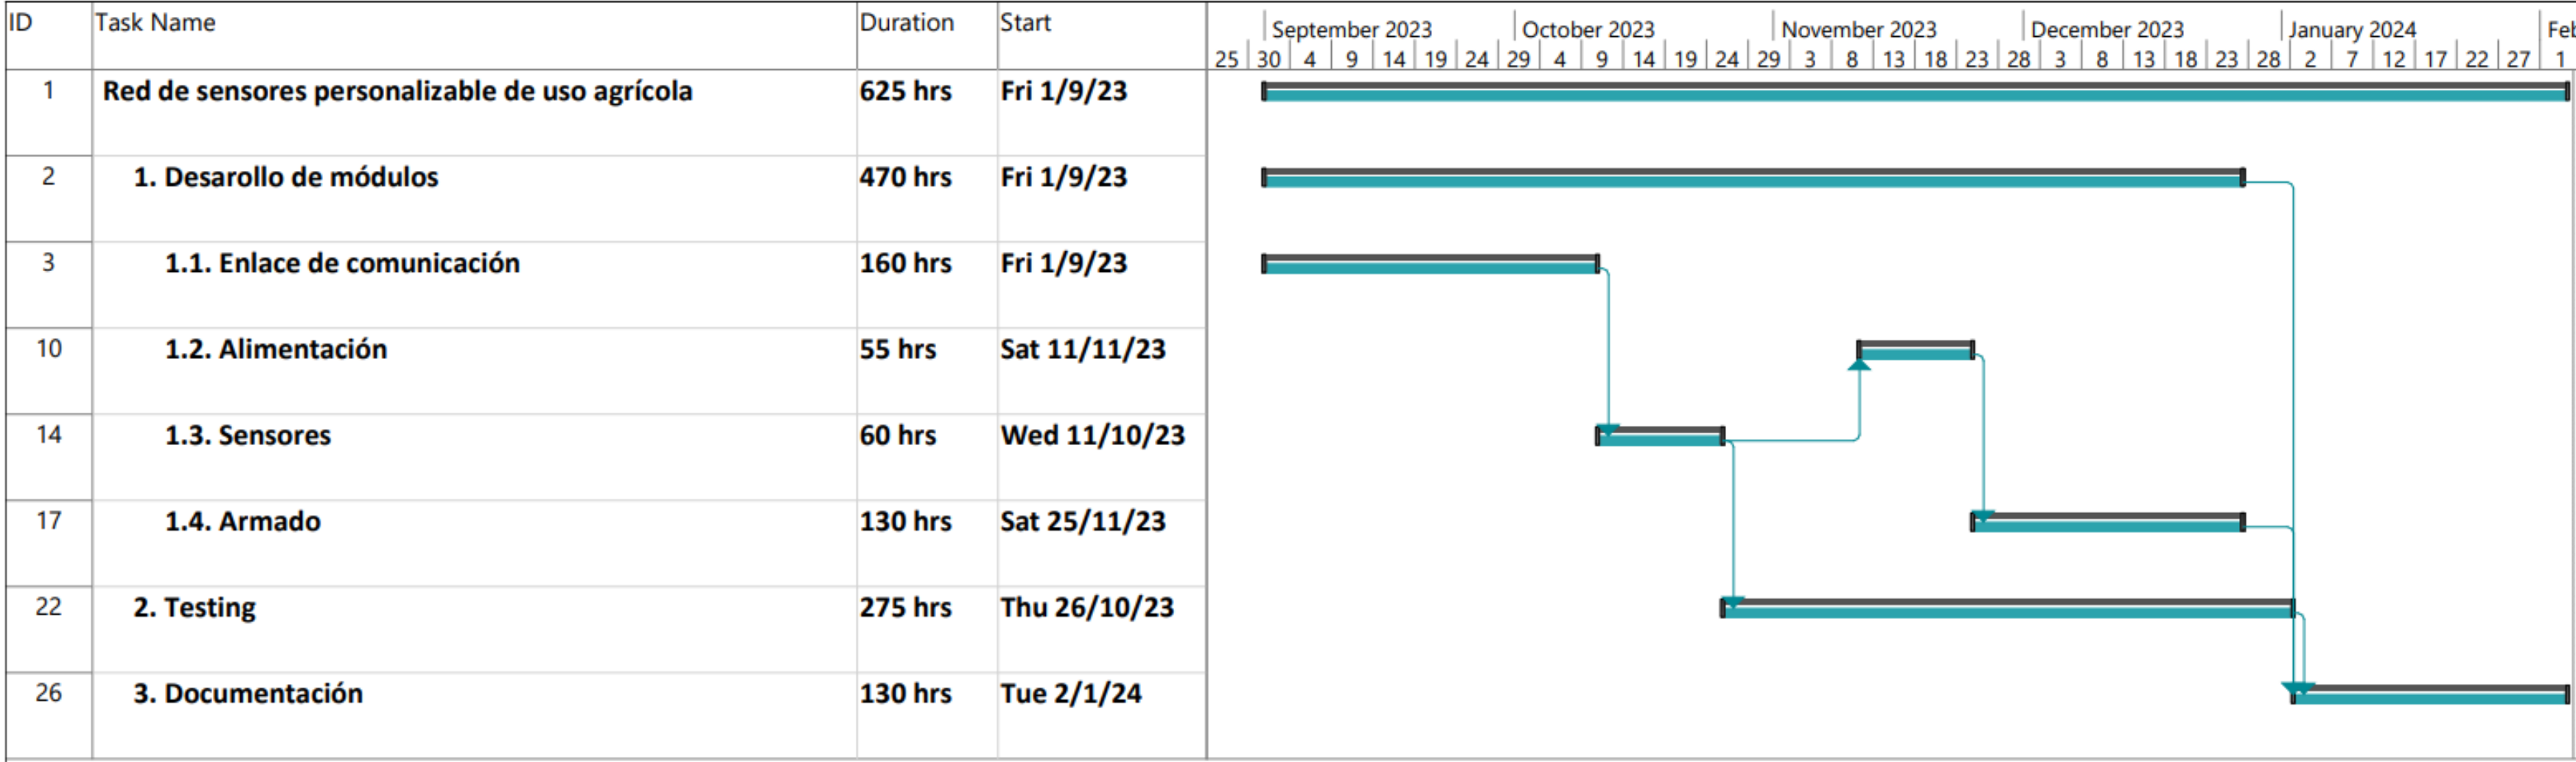 ID Task Name Duration Start
September 2023 October 2023 November 2023 December 2023 January 2024 Feb
25 30 4 9 14 19 24 29 4 9 14 19 24 29 3 8 13 18 23 28 3 8 13 18 23 28 2 7 12 17 22 27 1
1 Red de sensores personalizable de uso agrícola 625 hrs Fri 1/9/23
2 1. Desarollo de módulos 470 hrs Fri 1/9/23
3 1.1. Enlace de comunicación 160 hrs Fri 1/9/23
10 1.2. Alimentación 55 hrs Sat 11/11/23
14 1.3. Sensores 60 hrs Wed 11/10/23
17 1.4. Armado 130 hrs Sat 25/11/23
22 2. Testing 275 hrs Thu 26/10/23
26 3. Documentación 130 hrs Tue 2/1/24